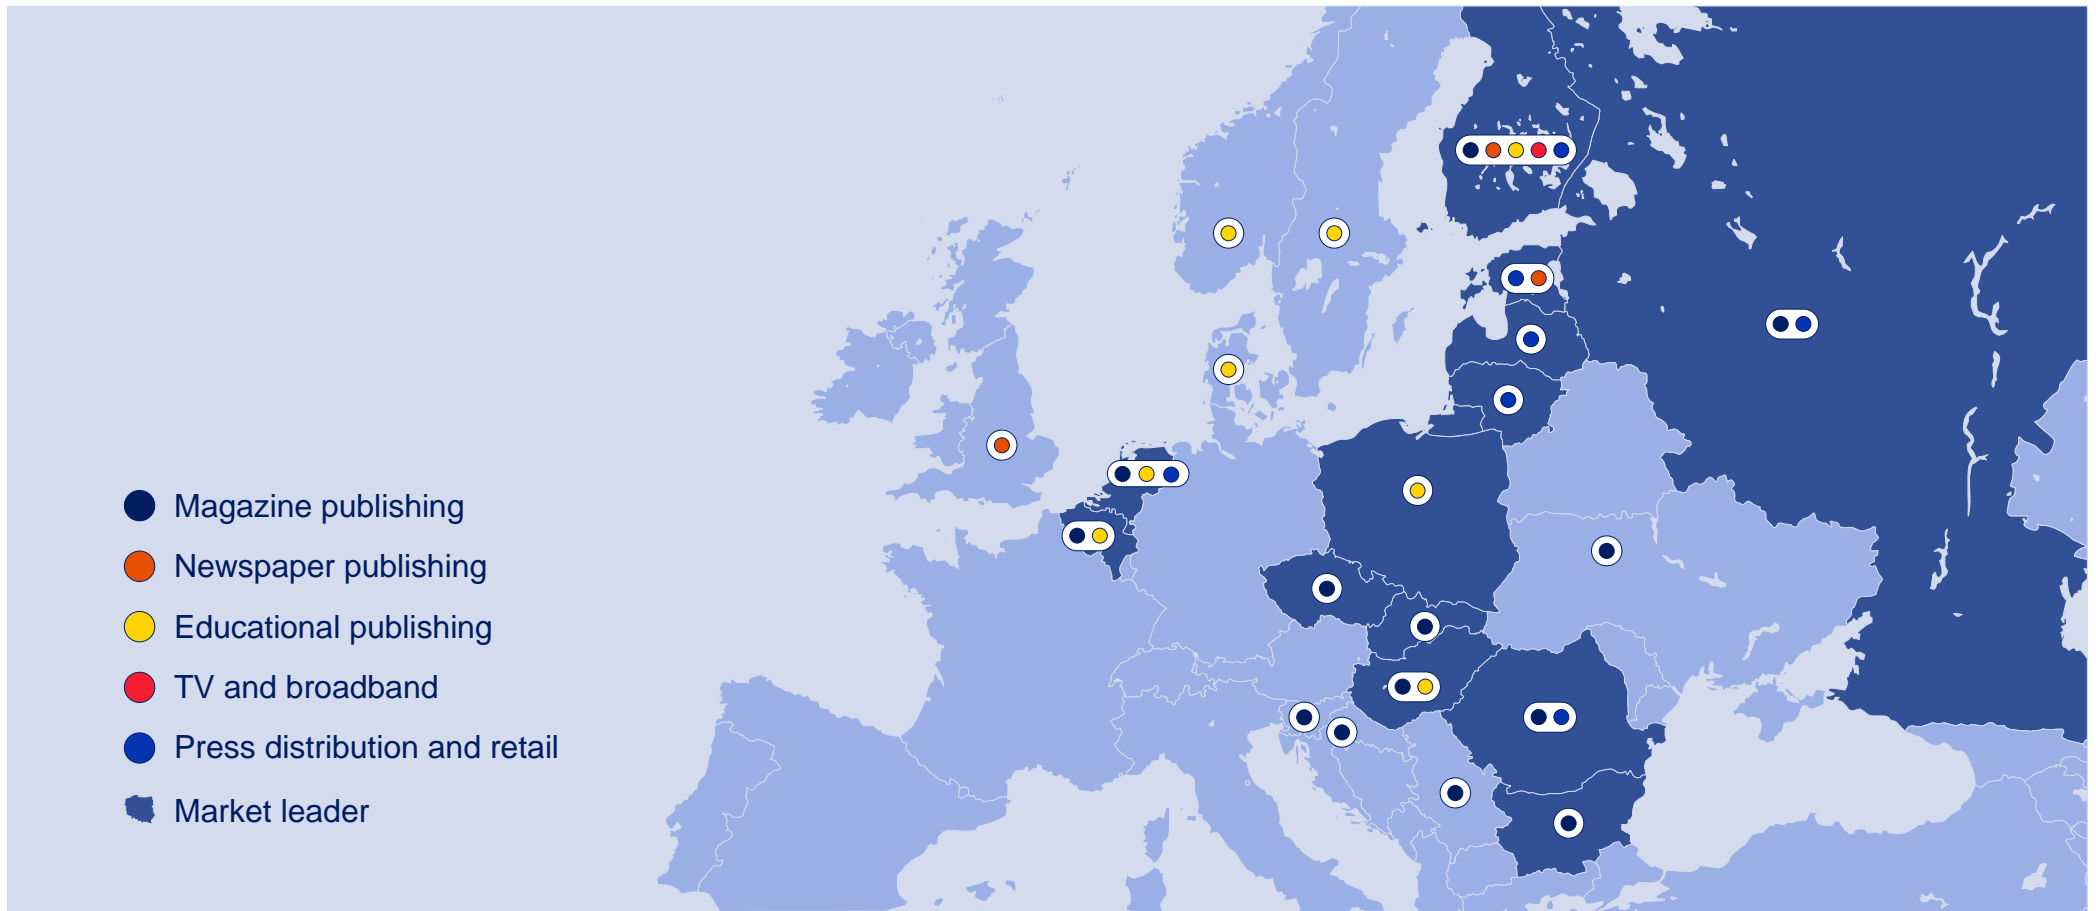 Magazine publishing
Newspaper publishing
Educational publishing
TV and broadband
Press distribution and retail
Market leader